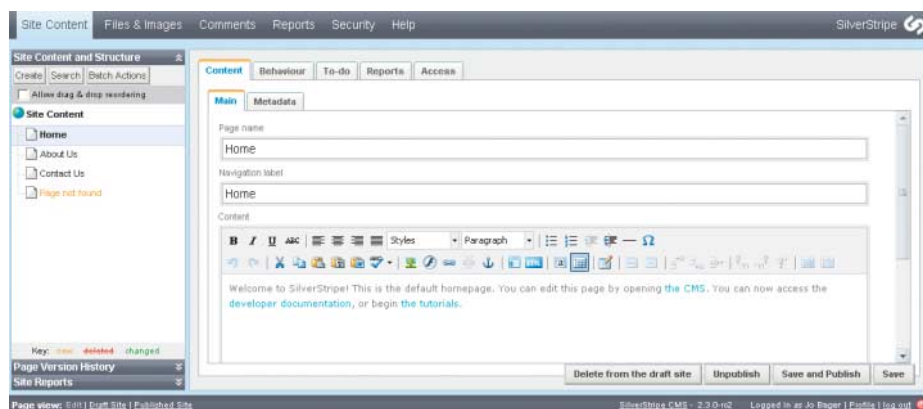 Site Content Files & Images Comments Reports Security Help SilverStripe
Site Content and Structure
Create Search Batch Actions
Allow drag & drop reordering
Site Content
Home
About Us
Contact Us
Page not found
Key: new deleted changed
Page Version History
Site Reports
Content Behaviour To-do Reports Access
Main Metadata
Page name
Home
Navigation label
Home
Content
B I U ABC Styles Paragraph
Welcome to SilverStripe! This is the default homepage. You can edit this page by opening the CMS. You can now access the
developer documentation, or begin the tutorials.
Delete from the draft site Unpublish Save and Publish Save
Page view: Edit | Draft Site | Published Site SilverStripe CMS - 2.3.0-rc2 Logged in as Jo Bager | Profile | log out